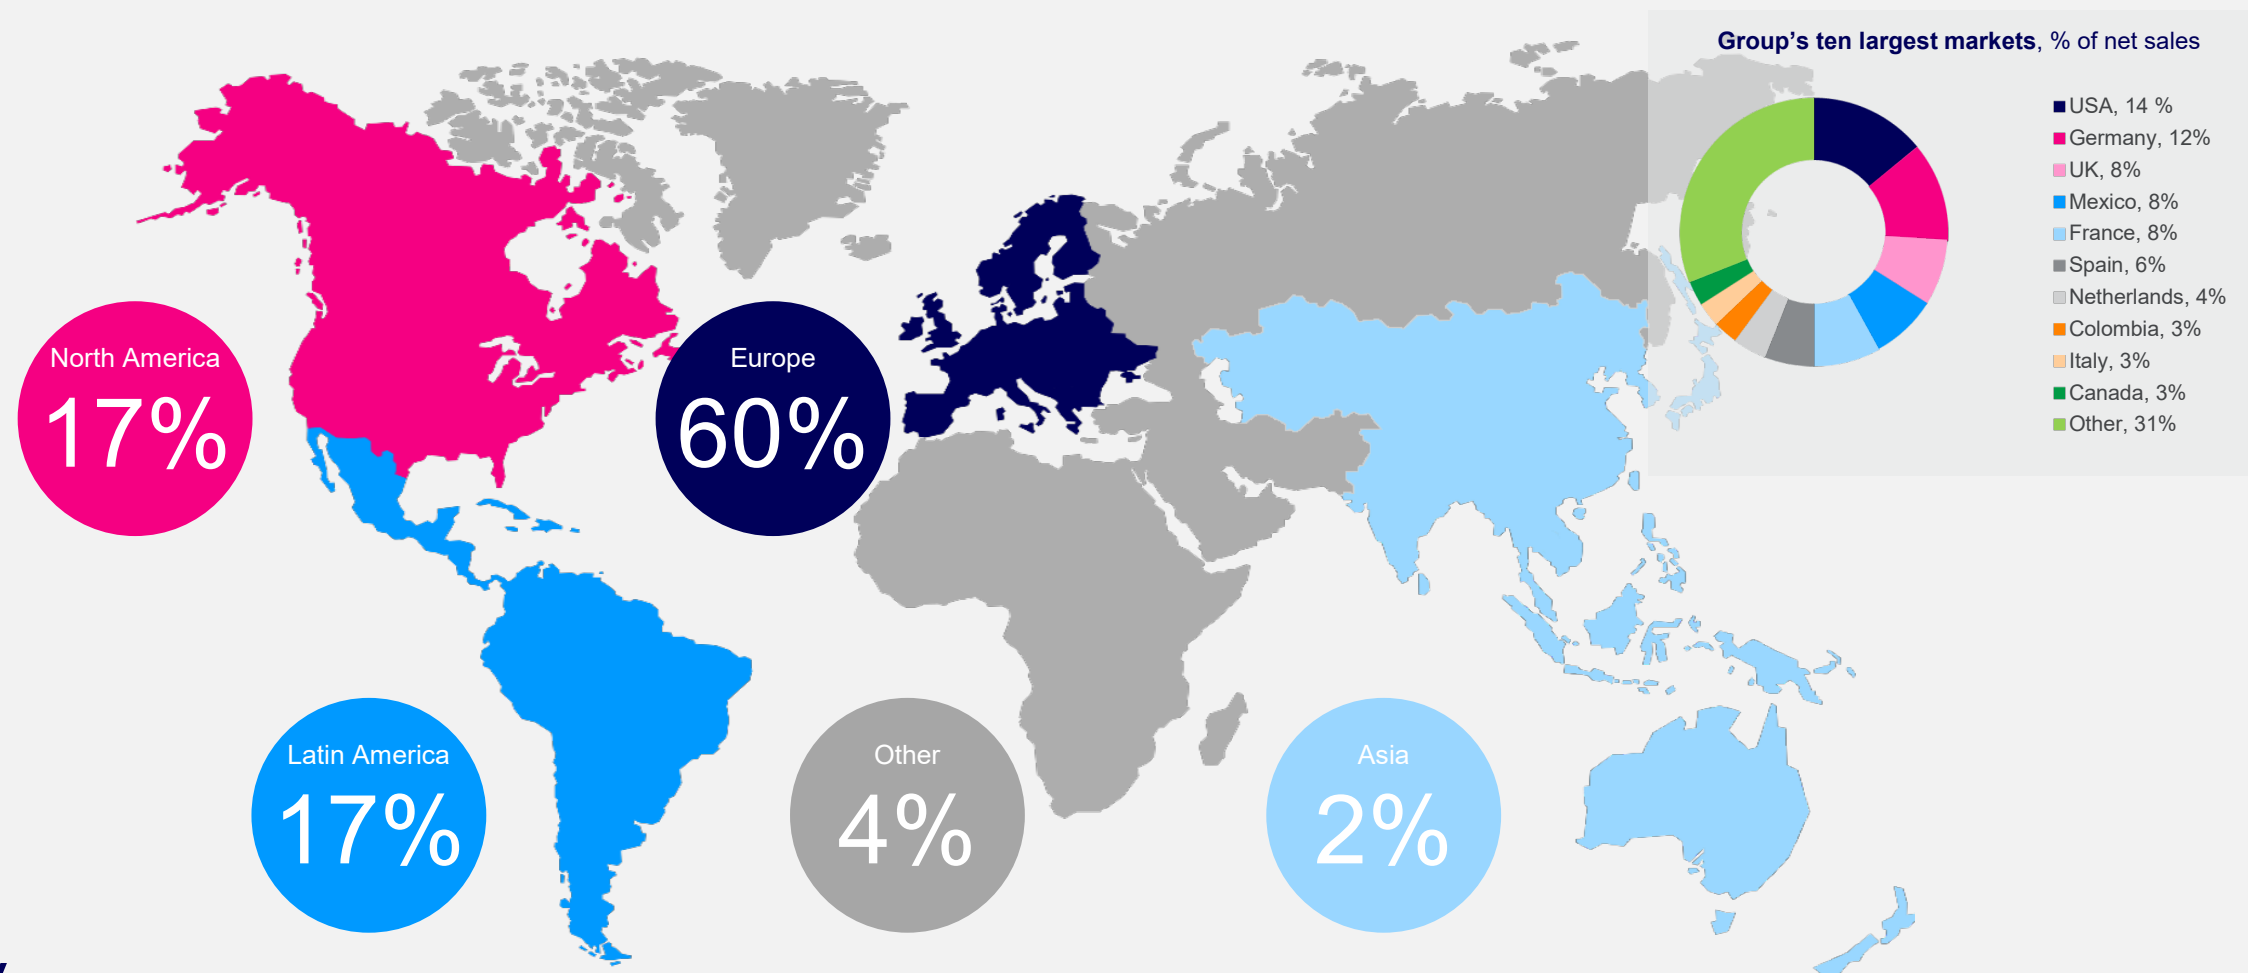 Group’s ten largest markets, % of net sales
USA, 14 %
Germany, 12%
UK, 8%
Mexico, 8%
France, 8%
Spain, 6%
Netherlands, 4%
Colombia, 3%
Italy, 3%
Canada, 3%
Other, 31%
North America
17%
Europe
60%
Latin America
17%
Other
4%
Asia
2%